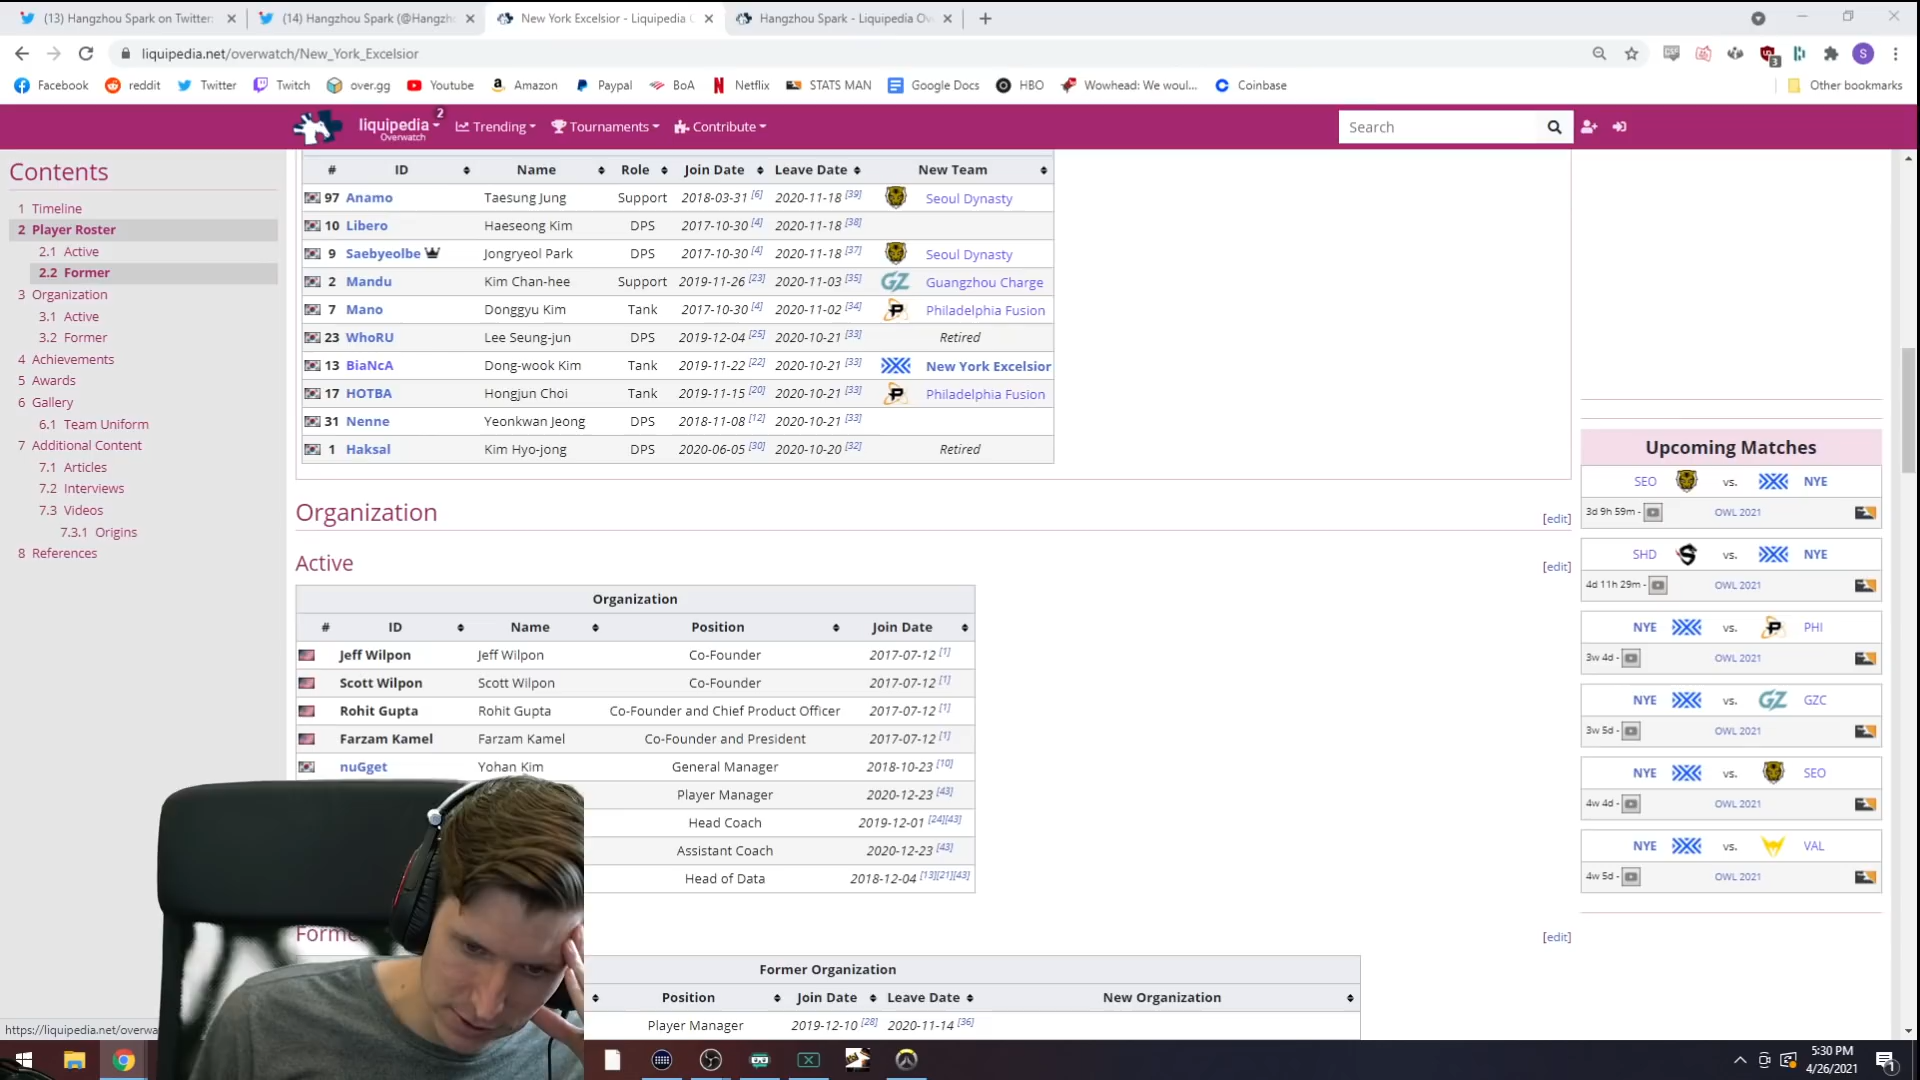 (13) Hangzhou Spark on Twitter:
(14) Hangzhou Spark (@Hangzho
New York Excelsior - Liquipedia O
Hangzhou Spark - Liquipedia Ov
liquipedia.net/overwatch/New_York_Excelsior
Facebook reddit Twitter Twitch over.gg Youtube Amazon Paypal BoA Netflix STATS MAN Google Docs HBO Wowhead: We woul... Coinbase Other bookmarks
liquipedia Overwatch 2 Trending Tournaments Contribute Search
Contents
1 Timeline
2 Player Roster
2.1 Active
2.2 Former
3 Organization
3.1 Active
3.2 Former
4 Achievements
5 Awards
6 Gallery
6.1 Team Uniform
7 Additional Content
7.1 Articles
7.2 Interviews
7.3 Videos
7.3.1 Origins
8 References
# ID Name Role Join Date Leave Date New Team
97 Anamo Taesung Jung Support 2018-03-31 [6] 2020-11-18 [39] Seoul Dynasty
10 Libero Haeseong Kim DPS 2017-10-30 [4] 2020-11-18 [38]
9 Saebyeolbe Jongryeol Park DPS 2017-10-30 [4] 2020-11-18 [37] Seoul Dynasty
2 Mandu Kim Chan-hee Support 2019-11-26 [23] 2020-11-03 [35] Guangzhou Charge
7 Mano Donggyu Kim Tank 2017-10-30 [4] 2020-11-02 [34] Philadelphia Fusion
23 WhoRU Lee Seung-jun DPS 2019-12-04 [25] 2020-10-21 [33] Retired
13 BiaNcA Dong-wook Kim Tank 2019-11-22 [22] 2020-10-21 [33] New York Excelsior
17 HOTBA Hongjun Choi Tank 2019-11-15 [20] 2020-10-21 [33] Philadelphia Fusion
31 Nenne Yeonkwan Jeong DPS 2018-11-08 [12] 2020-10-21 [33]
1 Haksal Kim Hyo-jong DPS 2020-06-05 [30] 2020-10-20 [32] Retired
Organization [edit]
Active [edit]
Organization
# ID Name Position Join Date
Jeff Wilpon Jeff Wilpon Co-Founder 2017-07-12 [1]
Scott Wilpon Scott Wilpon Co-Founder 2017-07-12 [1]
Rohit Gupta Rohit Gupta Co-Founder and Chief Product Officer 2017-07-12 [1]
Farzam Kamel Farzam Kamel Co-Founder and President 2017-07-12 [1]
nuGget Yohan Kim General Manager 2018-10-23 [10]
Player Manager 2020-12-23 [43]
Head Coach 2019-12-01 [24][43]
Assistant Coach 2020-12-23 [43]
Head of Data 2018-12-04 [13][21][43]
Forme [edit]
Former Organization
Position Join Date Leave Date New Organization
Player Manager 2019-12-10 [28] 2020-11-14 [36]
Upcoming Matches
SEO vs. NYE
3d 9h 59m - OWL 2021
SHD vs. NYE
4d 11h 29m - OWL 2021
NYE vs. PHI
3w 4d - OWL 2021
NYE vs. GZC
3w 5d - OWL 2021
NYE vs. SEO
4w 4d - OWL 2021
NYE vs. VAL
4w 5d - OWL 2021
https://liquipedia.net/overwa
5:30 PM
4/26/2021